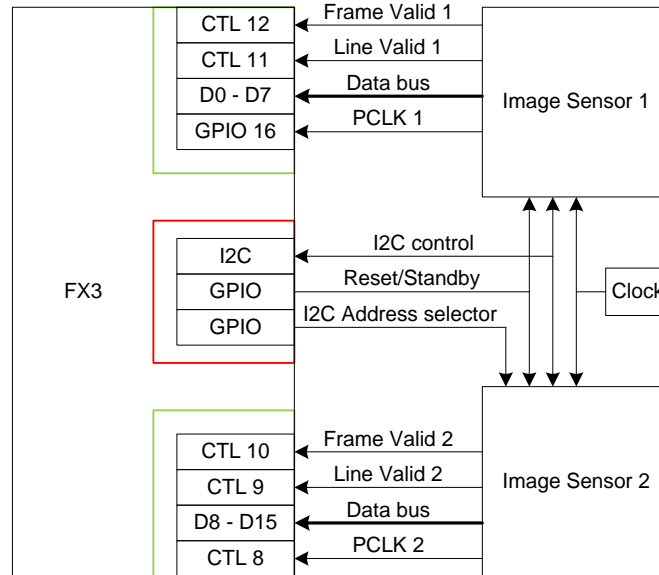 CTL 12
Frame Valid 1
CTL 11
Line Valid 1
D0 - D7
Data bus
Image Sensor 1
GPIO 16
PCLK 1
I2C
I2C control
FX3
GPIO
Reset/Standby
Clock
GPIO
I2C Address selector
CTL 10
Frame Valid 2
CTL 9
Line Valid 2
Image Sensor 2
D8 - D15
Data bus
CTL 8
PCLK 2